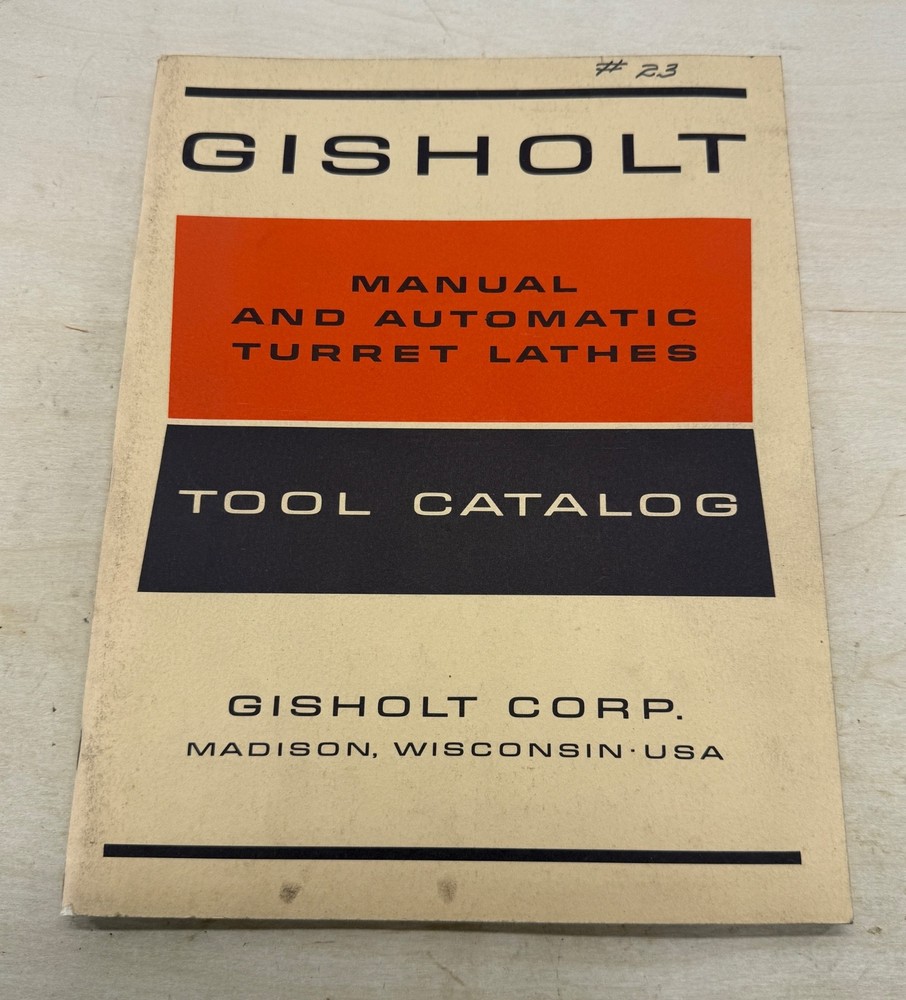 # 23
GISHOLT
MANUAL
AND AUTOMATIC
TURRET LATHES
TOOL CATALOG
GISHOLT CORP.
MADISON, WISCONSIN · USA